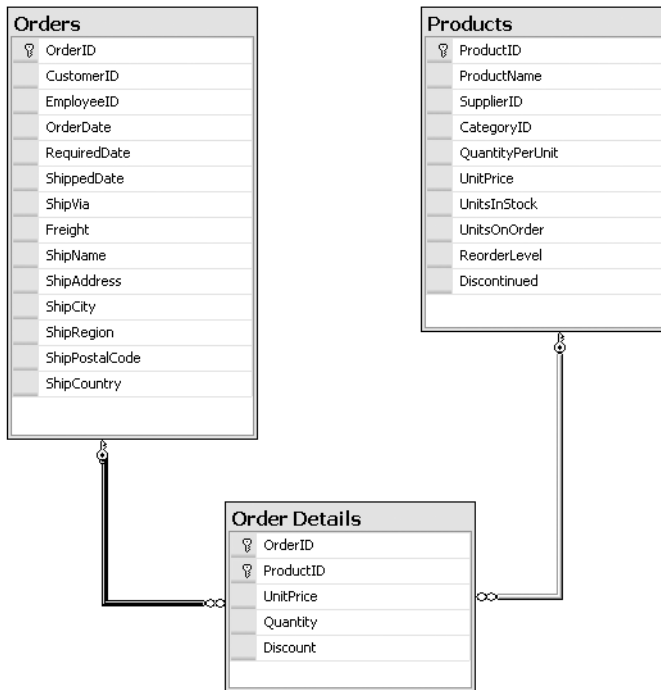 Orders
OrderID
CustomerID
EmployeeID
OrderDate
RequiredDate
ShippedDate
ShipVia
Freight
ShipName
ShipAddress
ShipCity
ShipRegion
ShipPostalCode
ShipCountry
Products
ProductID
ProductName
SupplierID
CategoryID
QuantityPerUnit
UnitPrice
UnitsInStock
UnitsOnOrder
ReorderLevel
Discontinued
Order Details
OrderID
ProductID
UnitPrice
Quantity
Discount